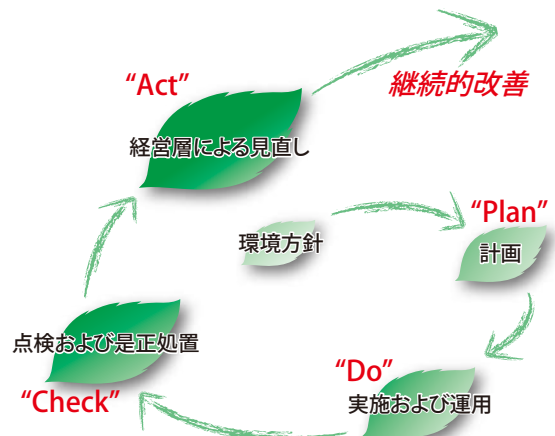 “Act”
継続的改善
経営層による見直し
“Plan”
環境方針
計画
点検および是正処置
“Do”
“Check”
実施および運用